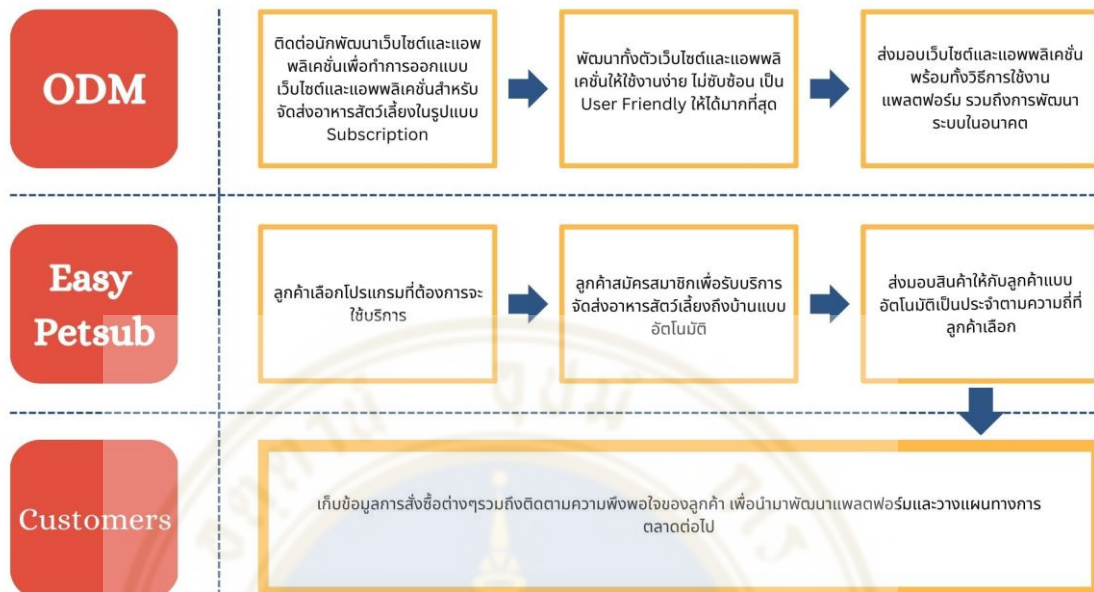 ODM
ติดต่อนักพัฒนาเว็บไซต์และแอพ
พลิเคชั่นเพื่อทำการออกแบบ
เว็บไซต์และแอพพลิเคชั่นสำหรับ
จัดส่งอาหารสัตว์เลี้ยงในรูปแบบ
Subscription
พัฒนาทั้งตัวเว็บไซต์และแอพพลิ
เคชั่นให้ใช้งานง่าย ไม่ซับซ้อน เป็น
User Friendly ให้ได้มากที่สุด
ส่งมอบเว็บไซต์และแอพพลิเคชั่น
พร้อมทั้งวิธีการใช้งาน
แพลตฟอร์ม รวมถึงการพัฒนา
ระบบในอนาคต
Easy
Petsub
ลูกค้าเลือกโปรแกรมที่ต้องการจะ
ใช้บริการ
ลูกค้าสมัครสมาชิกเพื่อรับบริการ
จัดส่งอาหารสัตว์เลี้ยงถึงบ้านแบบ
อัตโนมัติ
ส่งมอบสินค้าให้กับลูกค้าแบบ
อัตโนมัติเป็นประจำตามความถี่ที่
ลูกค้าเลือก
Customers
เก็บข้อมูลการสั่งซื้อต่างๆรวมถึงติดตามความพึงพอใจของลูกค้า เพื่อนำมาพัฒนาแพลตฟอร์มและวางแผนทางการ
ตลาดต่อไป